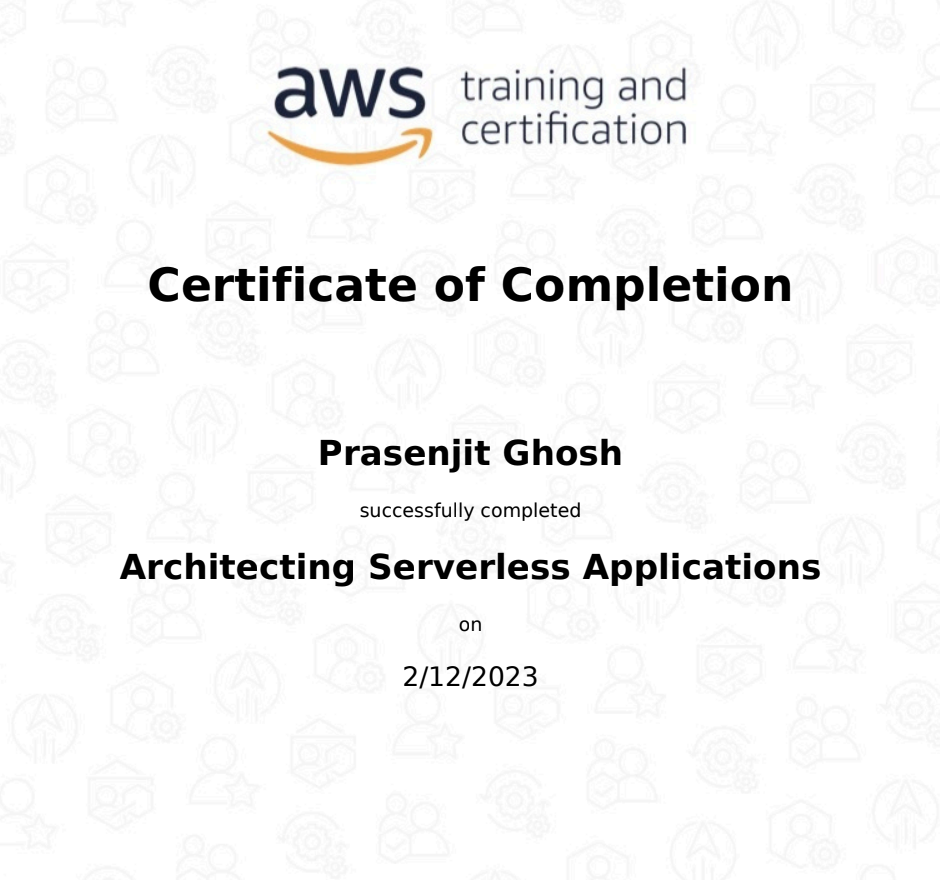 aws training and
certification
Certificate of Completion
Prasenjit Ghosh
successfully completed
Architecting Serverless Applications
on
2/12/2023